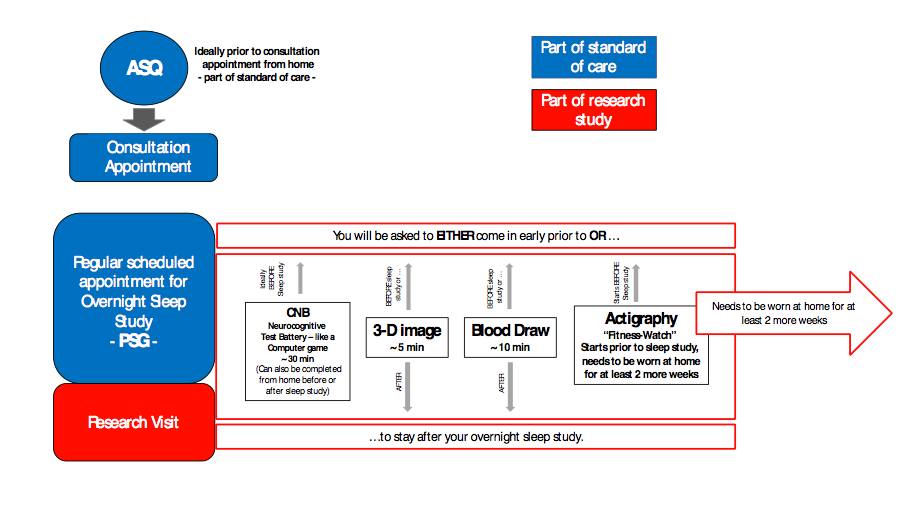 ASQ
Ideally prior to consultation
appointment from home
- part of standard of care -
Part of standard
of care
Part of research
study
Consultation
Appointment
Regular scheduled
appointment for
Overnight Sleep
Study
- PSG -
Research Visit
You will be asked to EITHER come in early prior to OR …
Ideally
BEFORE
Sleep study
CNB
Neurocognitive
Test Battery – like a
Computer game
~ 30 min
(Can also be completed
from home before or
after sleep study)
BEFORE sleep
study or …
3-D image
~ 5 min
AFTER
BEFORE sleep
study or …
Blood Draw
~ 10 min
AFTER
Starts BEFORE
Sleep study
Actigraphy
“Fitness-Watch”
Starts prior to sleep study,
needs to be worn at home
for at least 2 more weeks
Needs to be worn at home for at
least 2 more weeks
…to stay after your overnight sleep study.